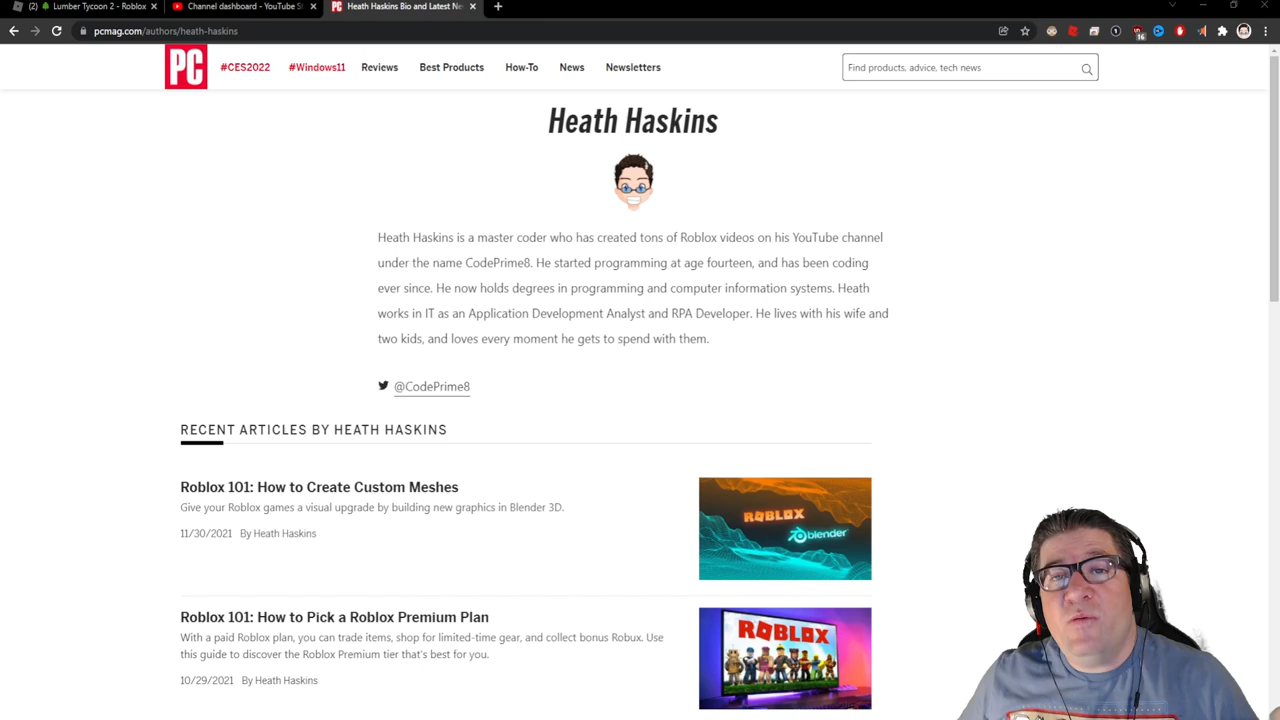 (2) Lumber Tycoon 2 - Roblox
Channel dashboard - YouTube S
Heath Haskins Bio and Latest Ne
pcmag.com/authors/heath-haskins
16
PC
#CES2022 #Windows11 Reviews Best Products How-To News Newsletters
Find products, advice, tech news
Heath Haskins
Heath Haskins is a master coder who has created tons of Roblox videos on his YouTube channel
under the name CodePrime8. He started programming at age fourteen, and has been coding
ever since. He now holds degrees in programming and computer information systems. Heath
works in IT as an Application Development Analyst and RPA Developer. He lives with his wife and
two kids, and loves every moment he gets to spend with them.
@CodePrime8
RECENT ARTICLES BY HEATH HASKINS
Roblox 101: How to Create Custom Meshes
Give your Roblox games a visual upgrade by building new graphics in Blender 3D.
11/30/2021 By Heath Haskins
ROBLOX
blender
Roblox 101: How to Pick a Roblox Premium Plan
With a paid Roblox plan, you can trade items, shop for limited-time gear, and collect bonus Robux. Use
this guide to discover the Roblox Premium tier that's best for you.
10/29/2021 By Heath Haskins
ROBLOX